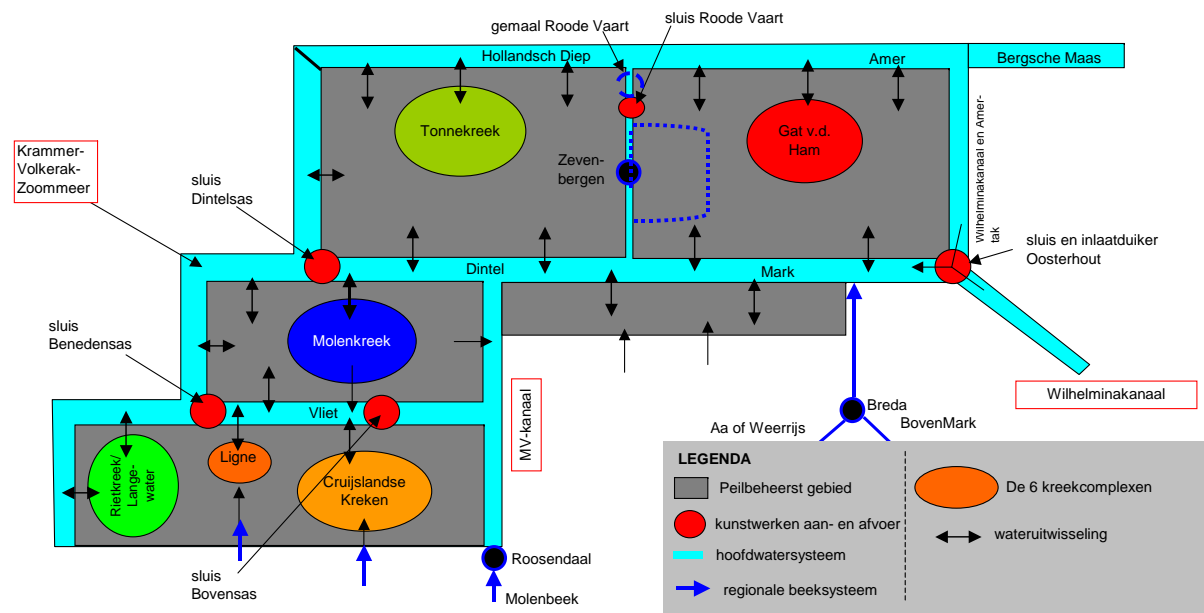 gemaal Roode Vaart
sluis Roode Vaart
Hollandsch Diep
Amer
Bergsche Maas
Tonnekreek
Gat v.d.
Ham
Krammer-
Volkerak-
Zoommeer
sluis
Dintelsas
Zeven-
bergen
Wilhelminakanaal en Amer-
tak
sluis en inlaatduiker
Oosterhout
Dintel
Mark
sluis
Benedensas
Molenkreek
MV-kanaal
Wilhelminakanaal
Vliet
Breda
Aa of Weerrijs
BovenMark
Rietkreek/
Lange-
water
Ligne
Cruijslandse
Kreken
sluis
Bovensas
Roosendaal
Molenbeek
LEGENDA
Peilbeheerst gebied
kunstwerken aan- en afvoer
hoofdwatersysteem
regionale beeksysteem
De 6 kreekcomplexen
wateruitwisseling